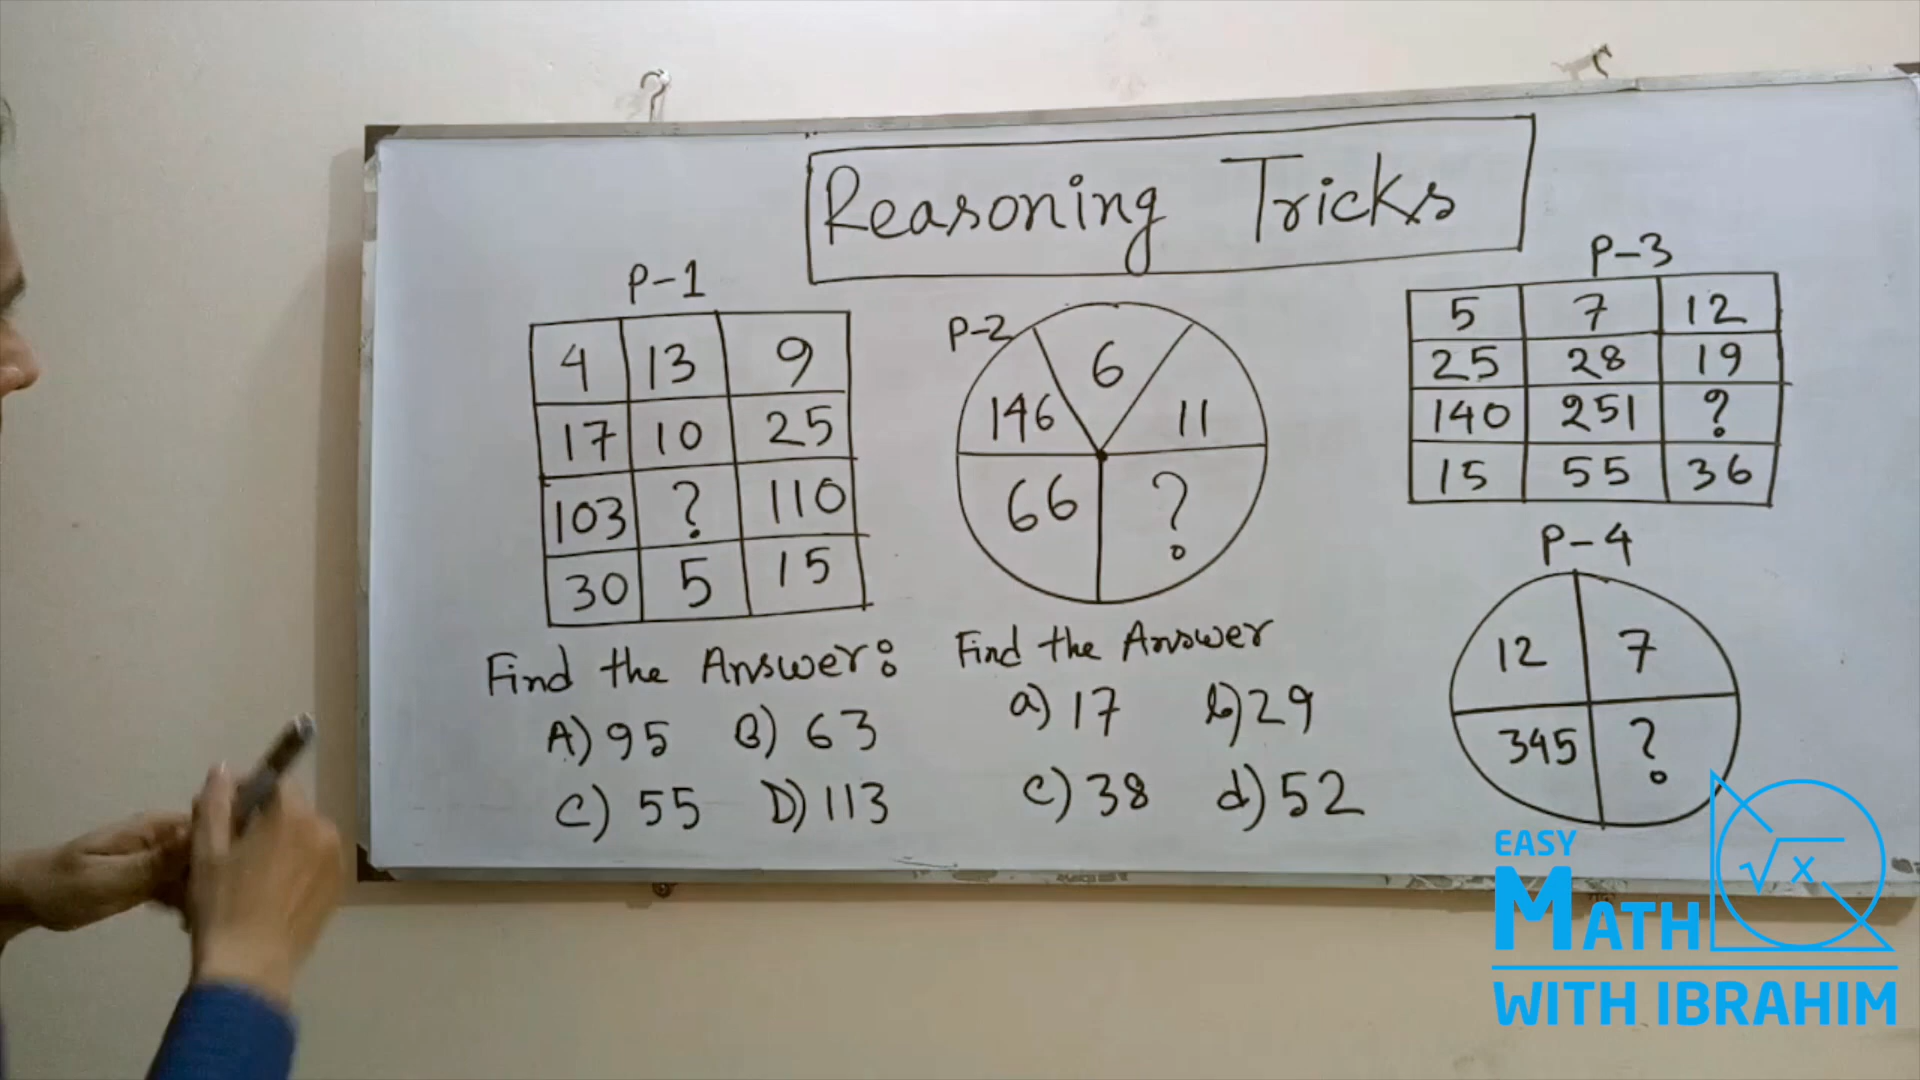 Reasoning Tricks
P-1
4 13 9
17 10 25
103 ? 110
30 5 15
Find the Answer:
A) 95 B) 63
C) 55 D) 113
P-2
6
146 11
66 ?
Find the Answer
a) 17 b) 29
c) 38 d) 52
P-3
5 7 12
25 28 19
140 251 ?
15 55 36
P-4
12 7
345 ?
EASY
MATH
√x
WITH IBRAHIM